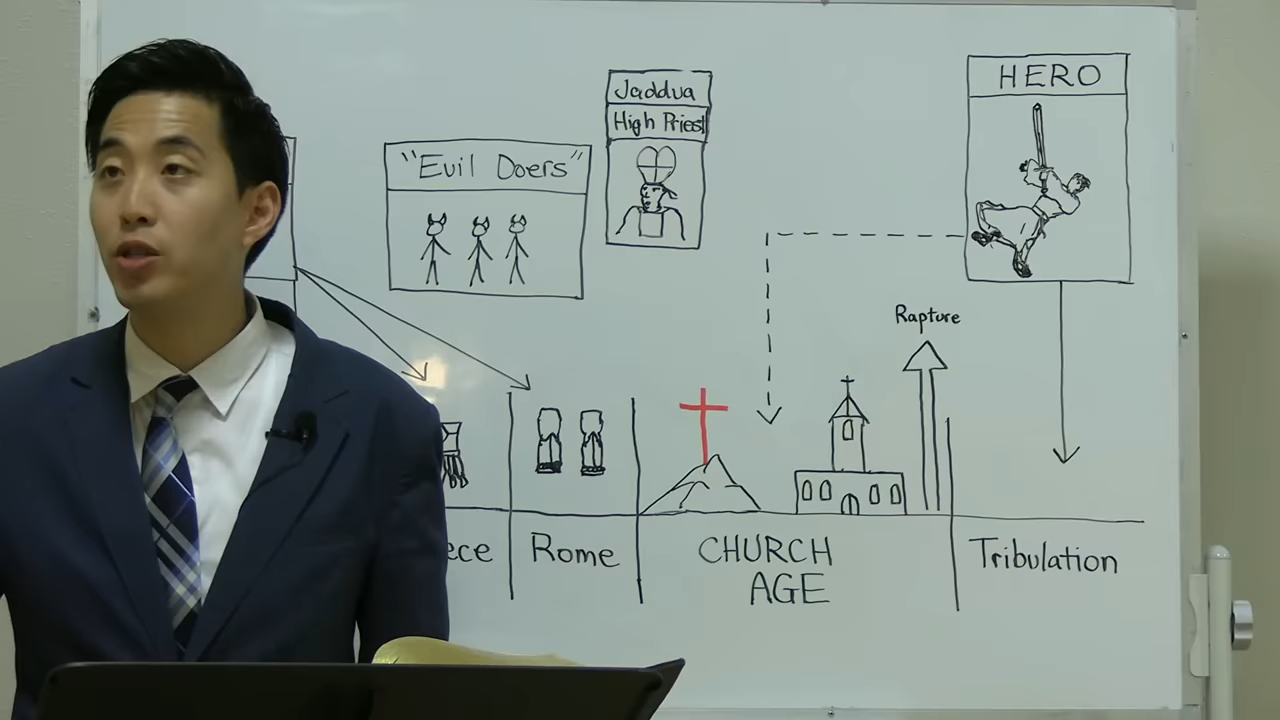 Jaddua
High Priest
HERO
"Evil Doers"
Rapture
ece
Rome
CHURCH
AGE
Tribulation